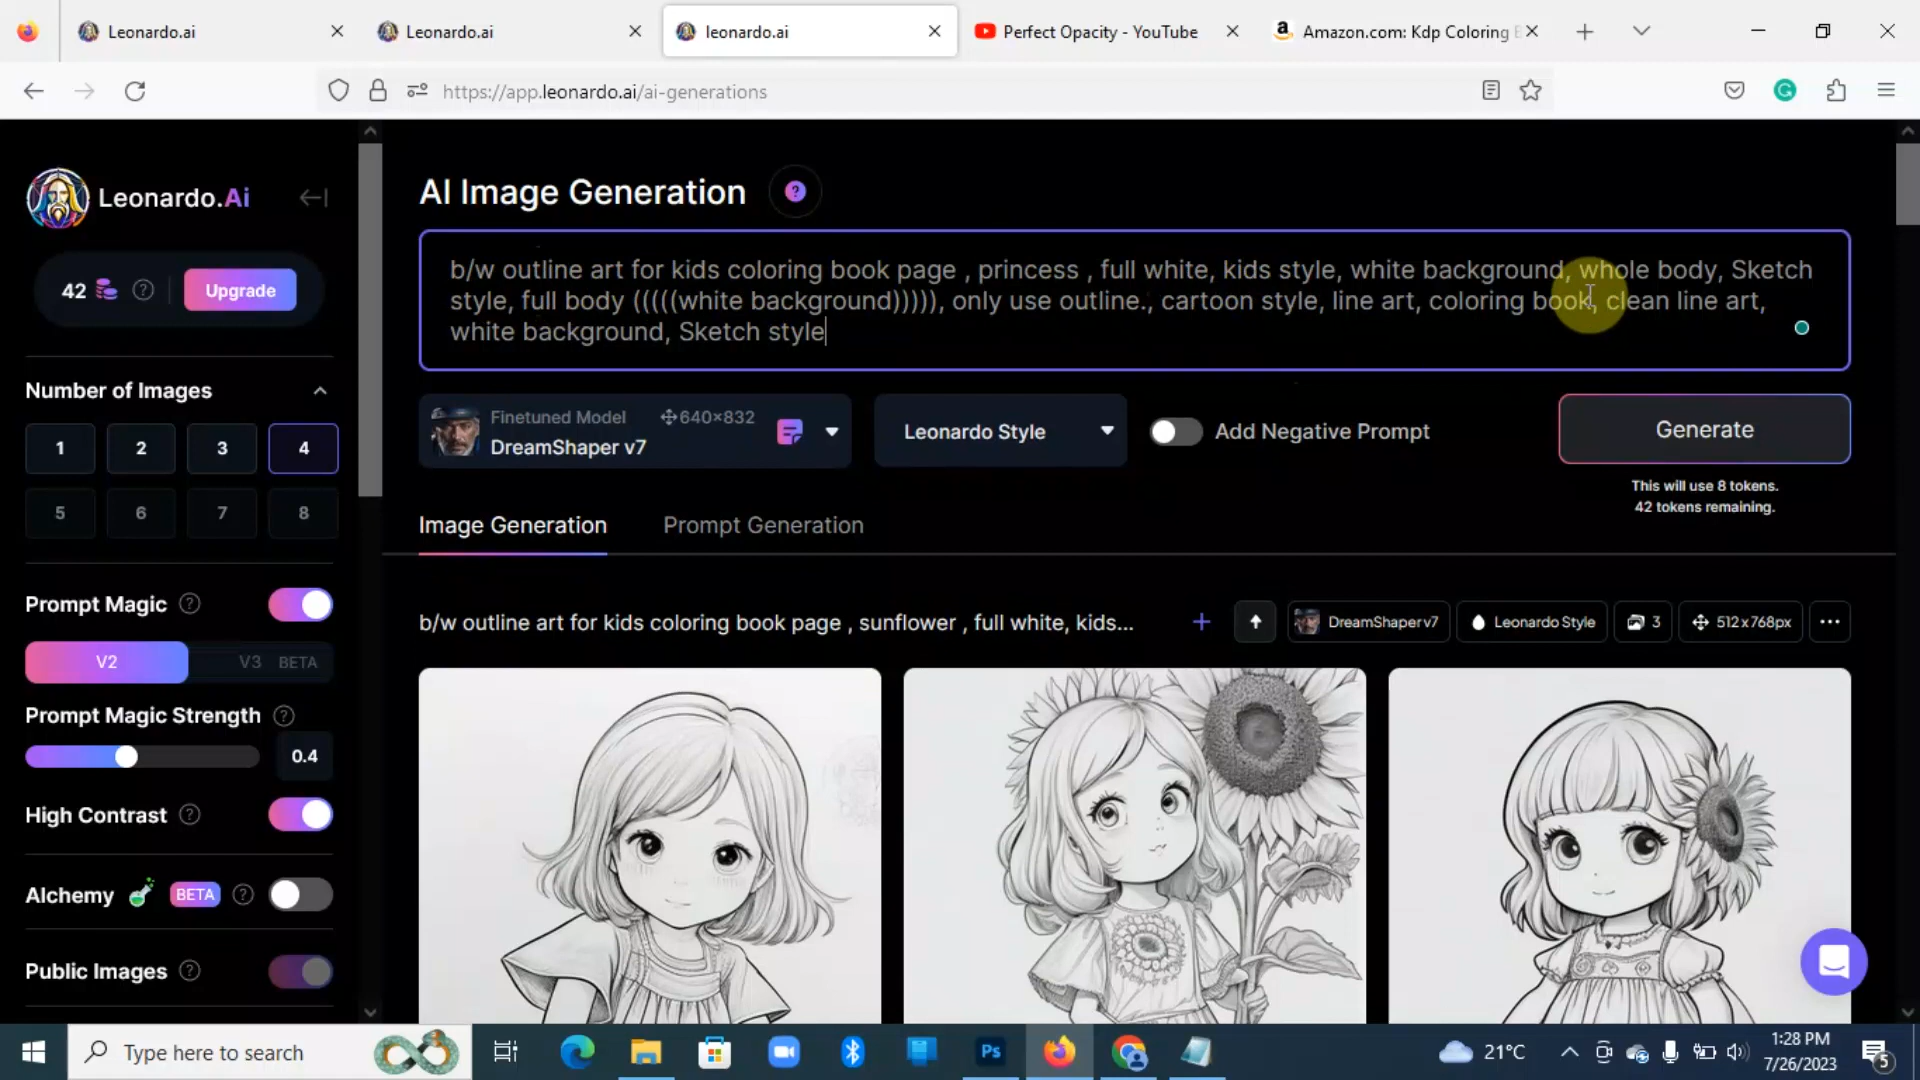 Leonardo.ai
Leonardo.ai
leonardo.ai
Perfect Opacity - YouTube
Amazon.com: Kdp Coloring B
https://app.leonardo.ai/ai-generations
Leonardo.Ai
42
Upgrade
Number of Images
1
2
3
4
5
6
7
8
Prompt Magic
V2
V3 BETA
Prompt Magic Strength
0.4
High Contrast
Alchemy
BETA
Public Images
AI Image Generation
b/w outline art for kids coloring book page , princess , full white, kids style, white background, whole body, Sketch
style, full body (((((white background))))), only use outline., cartoon style, line art, coloring book, clean line art,
white background, Sketch style
Finetuned Model
640×832
DreamShaper v7
Leonardo Style
Add Negative Prompt
Generate
This will use 8 tokens.
42 tokens remaining.
Image Generation
Prompt Generation
b/w outline art for kids coloring book page , sunflower , full white, kids...
DreamShaper v7
Leonardo Style
3
512x768px
Type here to search
Ps
21°C
1:28 PM
7/26/2023
5